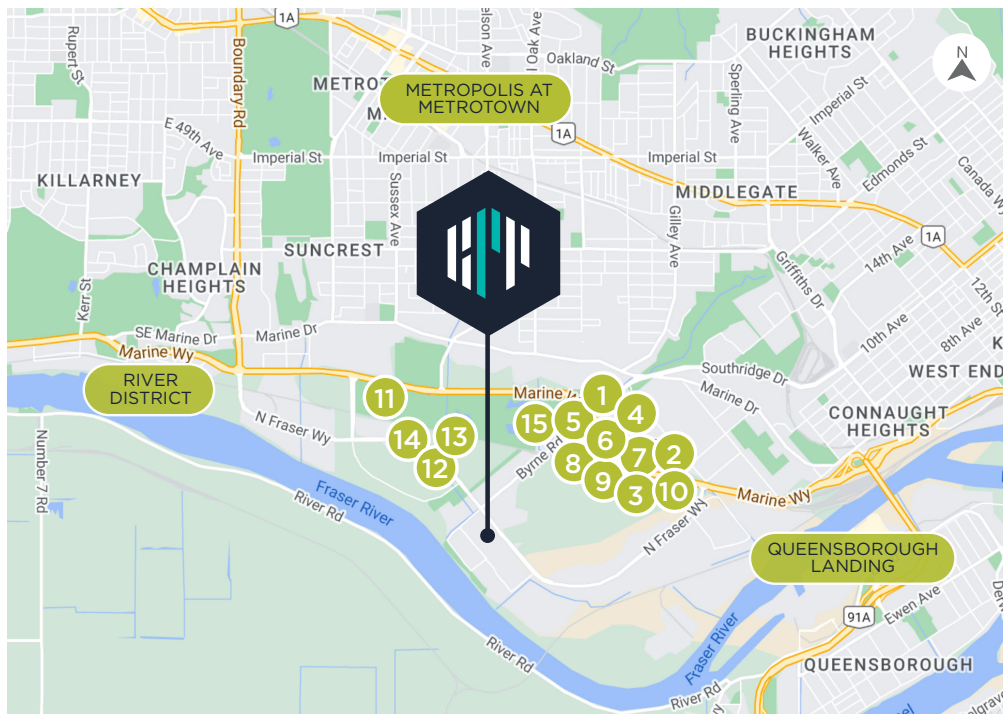 1A
Rupert St
Boundary Rd
Oak Ave
Oakland St
BUCKINGHAM
HEIGHTS
N
METROPOLIS AT
METROTOWN
Sperling Ave
Imperial St
1A
E 49th Ave
Imperial St
Imperial St
Imperial St
Walker Ave
Edmonds St
KILLARNEY
Sussex Ave
MIDDLEGATE
Gilley Ave
1A
SUNCREST
14th Ave
12th St
CHAMPLAIN
HEIGHTS
Griffiths Dr
Kerr St
SE Marine Dr
Marine Dr
10th Ave
8th Ave
Marine Wy
Southridge Dr
WEST END
RIVER
DISTRICT
Marine
Marine Dr
11
1
N Fraser Wy
15
5
4
CONNAUGHT
HEIGHTS
14
13
6
Number 7 Rd
12
Byrne Rd
8
7
2
9
3
10
Marine Wy
Fraser River
River Rd
N Fraser Wy
QUEENSBOROUGH
LANDING
91A
Ewen Ave
River Rd
Fraser River
QUEENSBOROUGH
River Rd